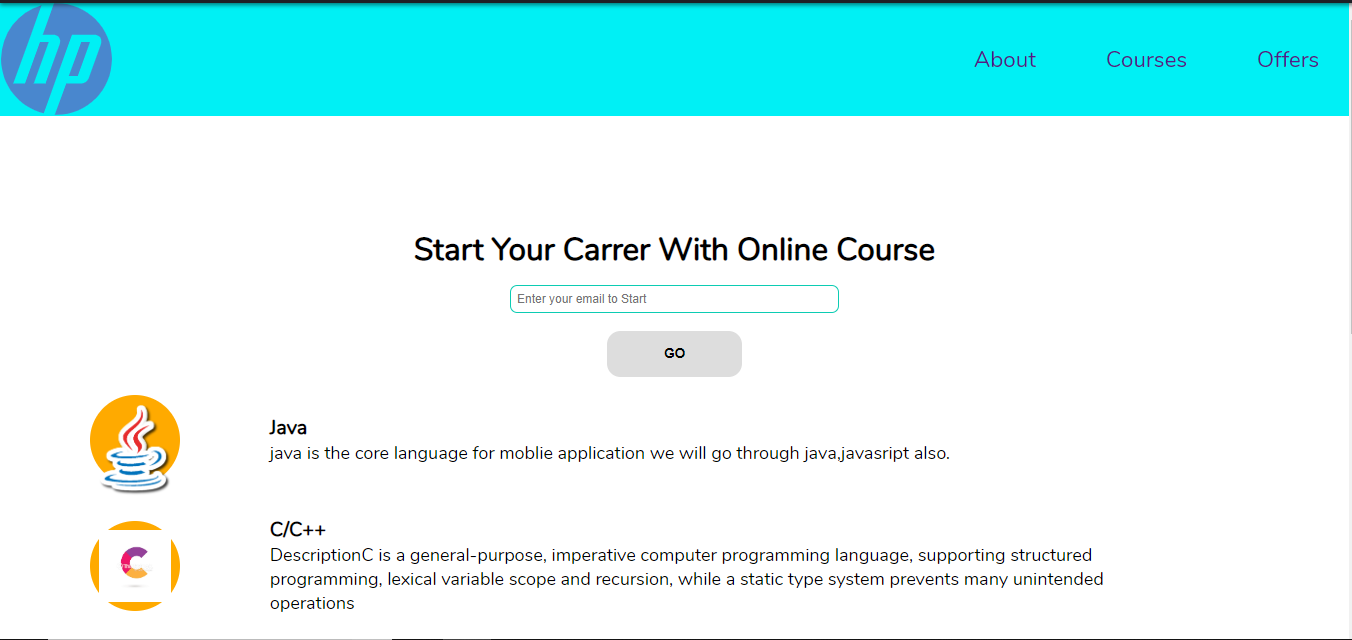 hp
About Courses Offers
Start Your Carrer With Online Course
Enter your email to Start
GO
Java
java is the core language for moblie application we will go through java,javasript also.
C/C++
DescriptionC is a general-purpose, imperative computer programming language, supporting structured
programming, lexical variable scope and recursion, while a static type system prevents many unintended
operations